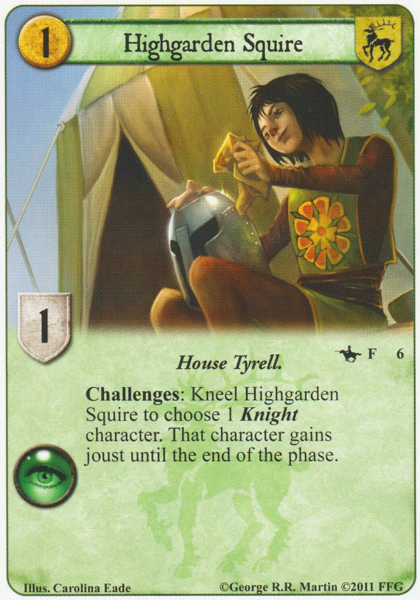 1 Highgarden Squire
1
House Tyrell.
F 6
Challenges: Kneel Highgarden
Squire to choose 1 Knight
character. That character gains
joust until the end of the phase.
Illus. Carolina Eade ©George R.R. Martin ©2011 FFG